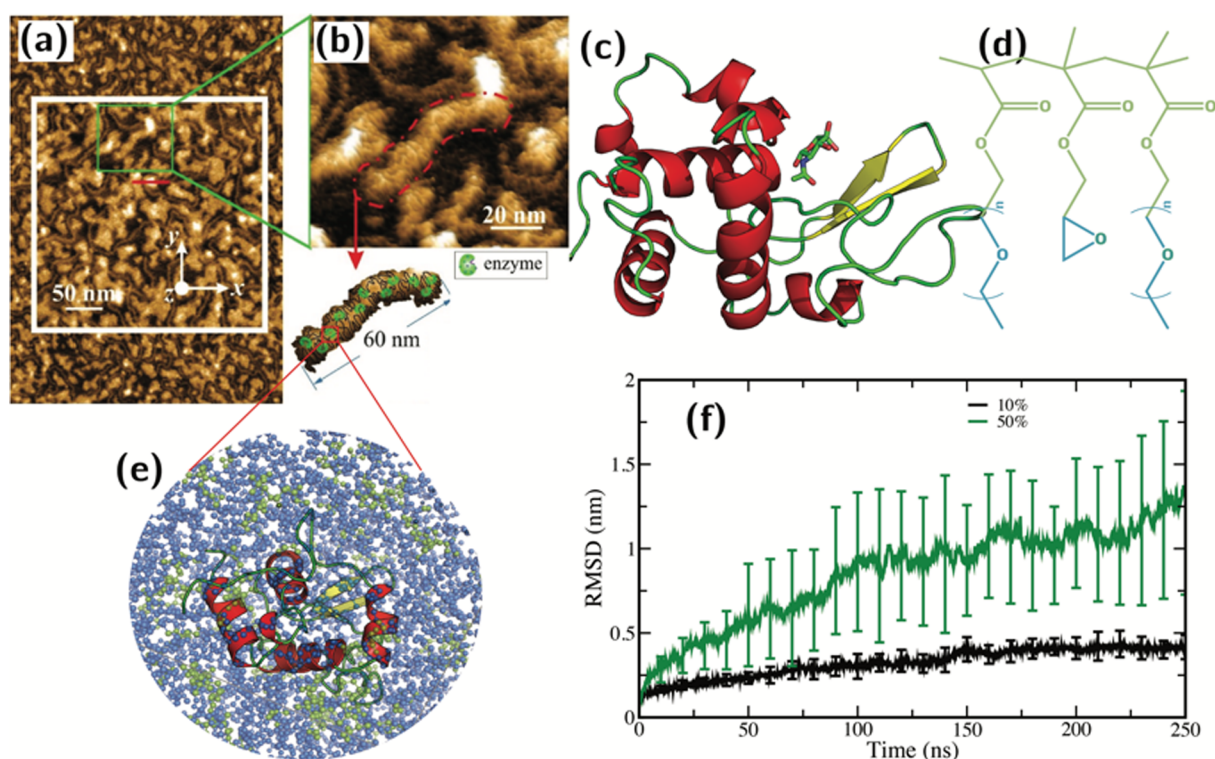 (a)
50 nm
y
z
x
(b)
20 nm
enzyme
60 nm
(c)
(d)
O
O
O
O
O
O
n
n
O
O
O
(e)
(f)
10%
50%
RMSD (nm)
2
1.5
1
0.5
0
0
50
100
150
200
250
Time (ns)